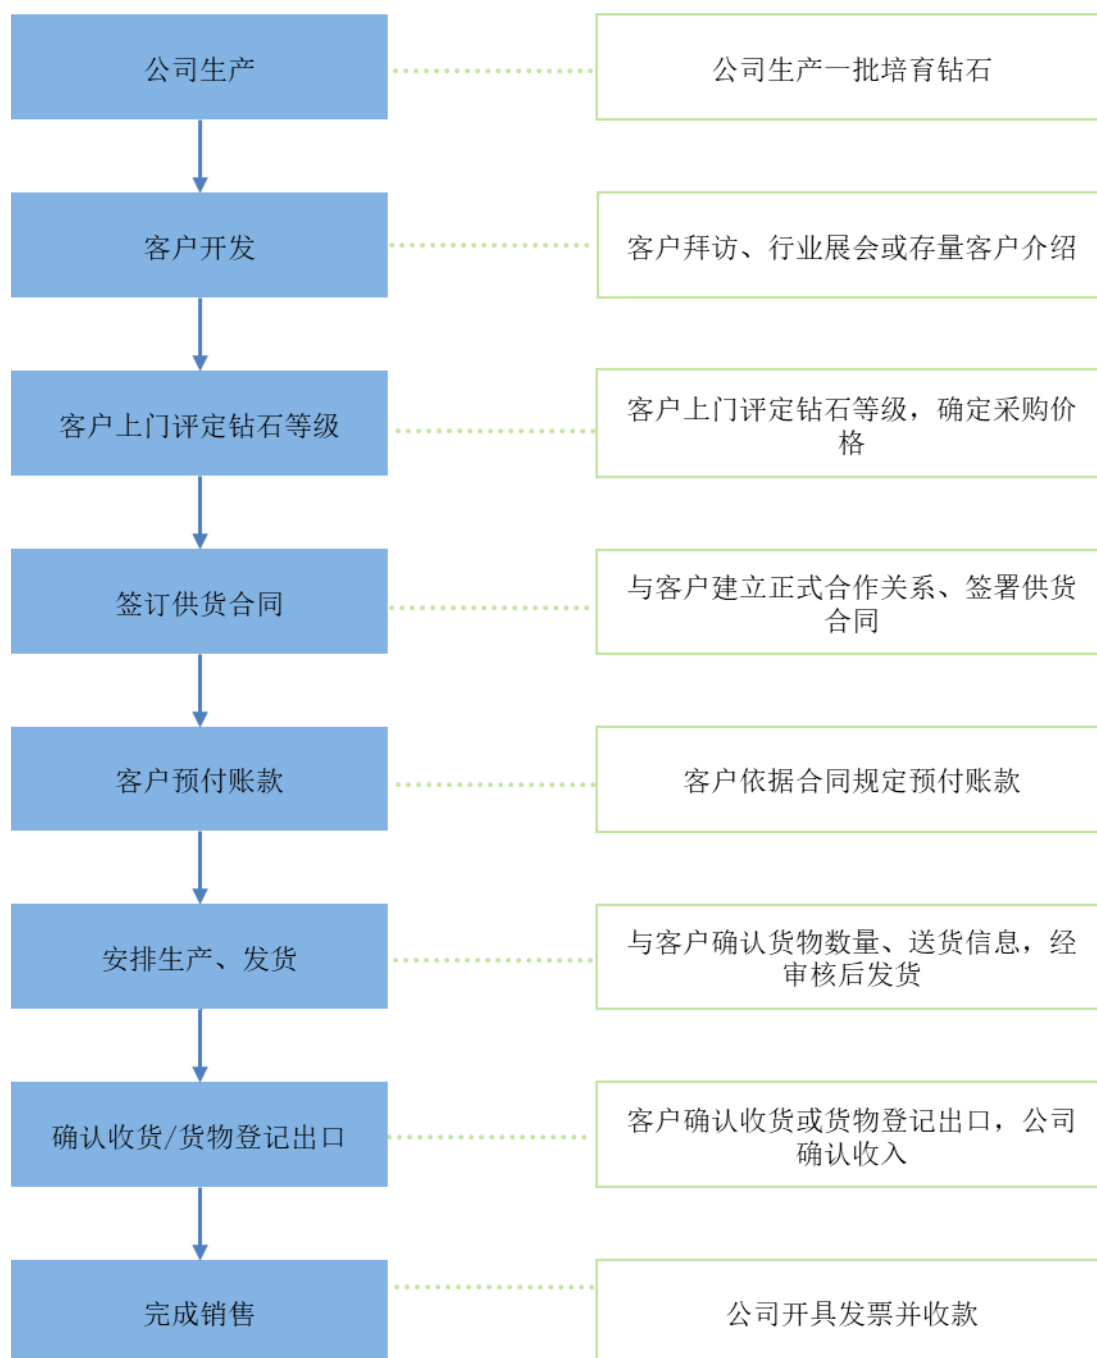 公司生产
公司生产一批培育钻石
客户开发
客户拜访、行业展会或存量客户介绍
客户上门评定钻石等级
客户上门评定钻石等级，确定采购价
格
签订供货合同
与客户建立正式合作关系、签署供货
合同
客户预付账款
客户依据合同规定预付账款
安排生产、发货
与客户确认货物数量、送货信息，经
审核后发货
确认收货/货物登记出口
客户确认收货或货物登记出口，公司
确认收入
完成销售
公司开具发票并收款